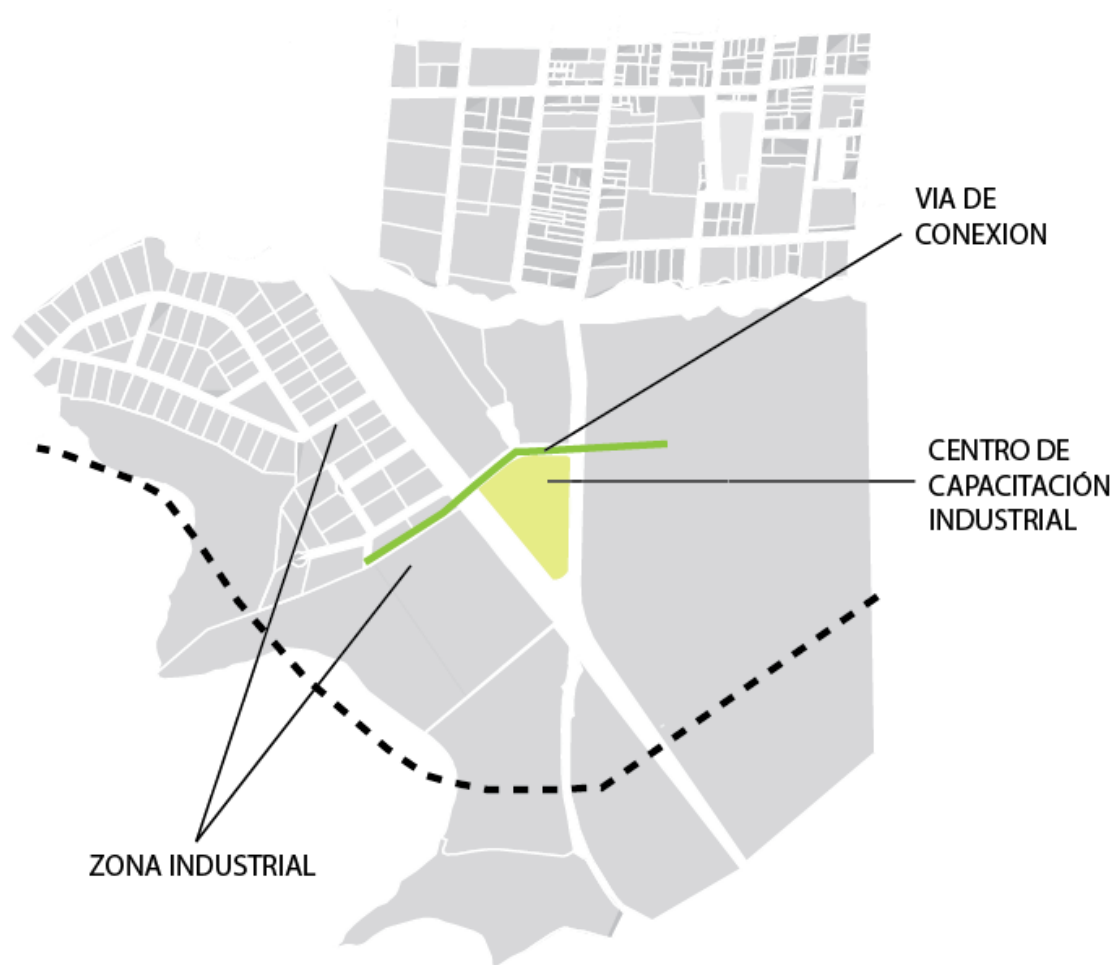 VIA DE
CONEXION
CENTRO DE
CAPACITACIÓN
INDUSTRIAL
ZONA INDUSTRIAL